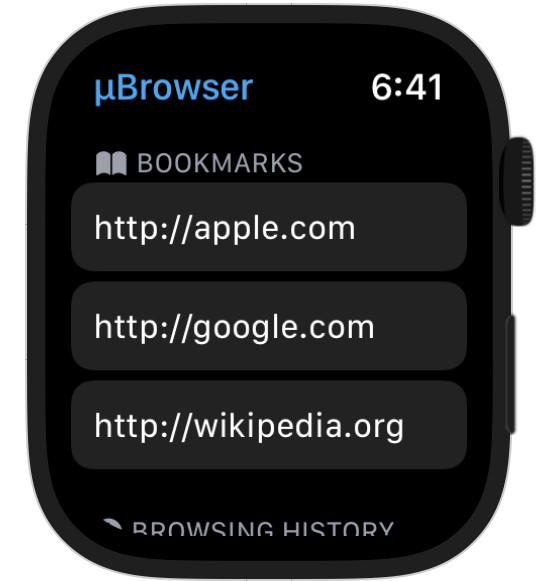 µBrowser 6:41
BOOKMARKS
http://apple.com
http://google.com
http://wikipedia.org
BROWSING HISTORY